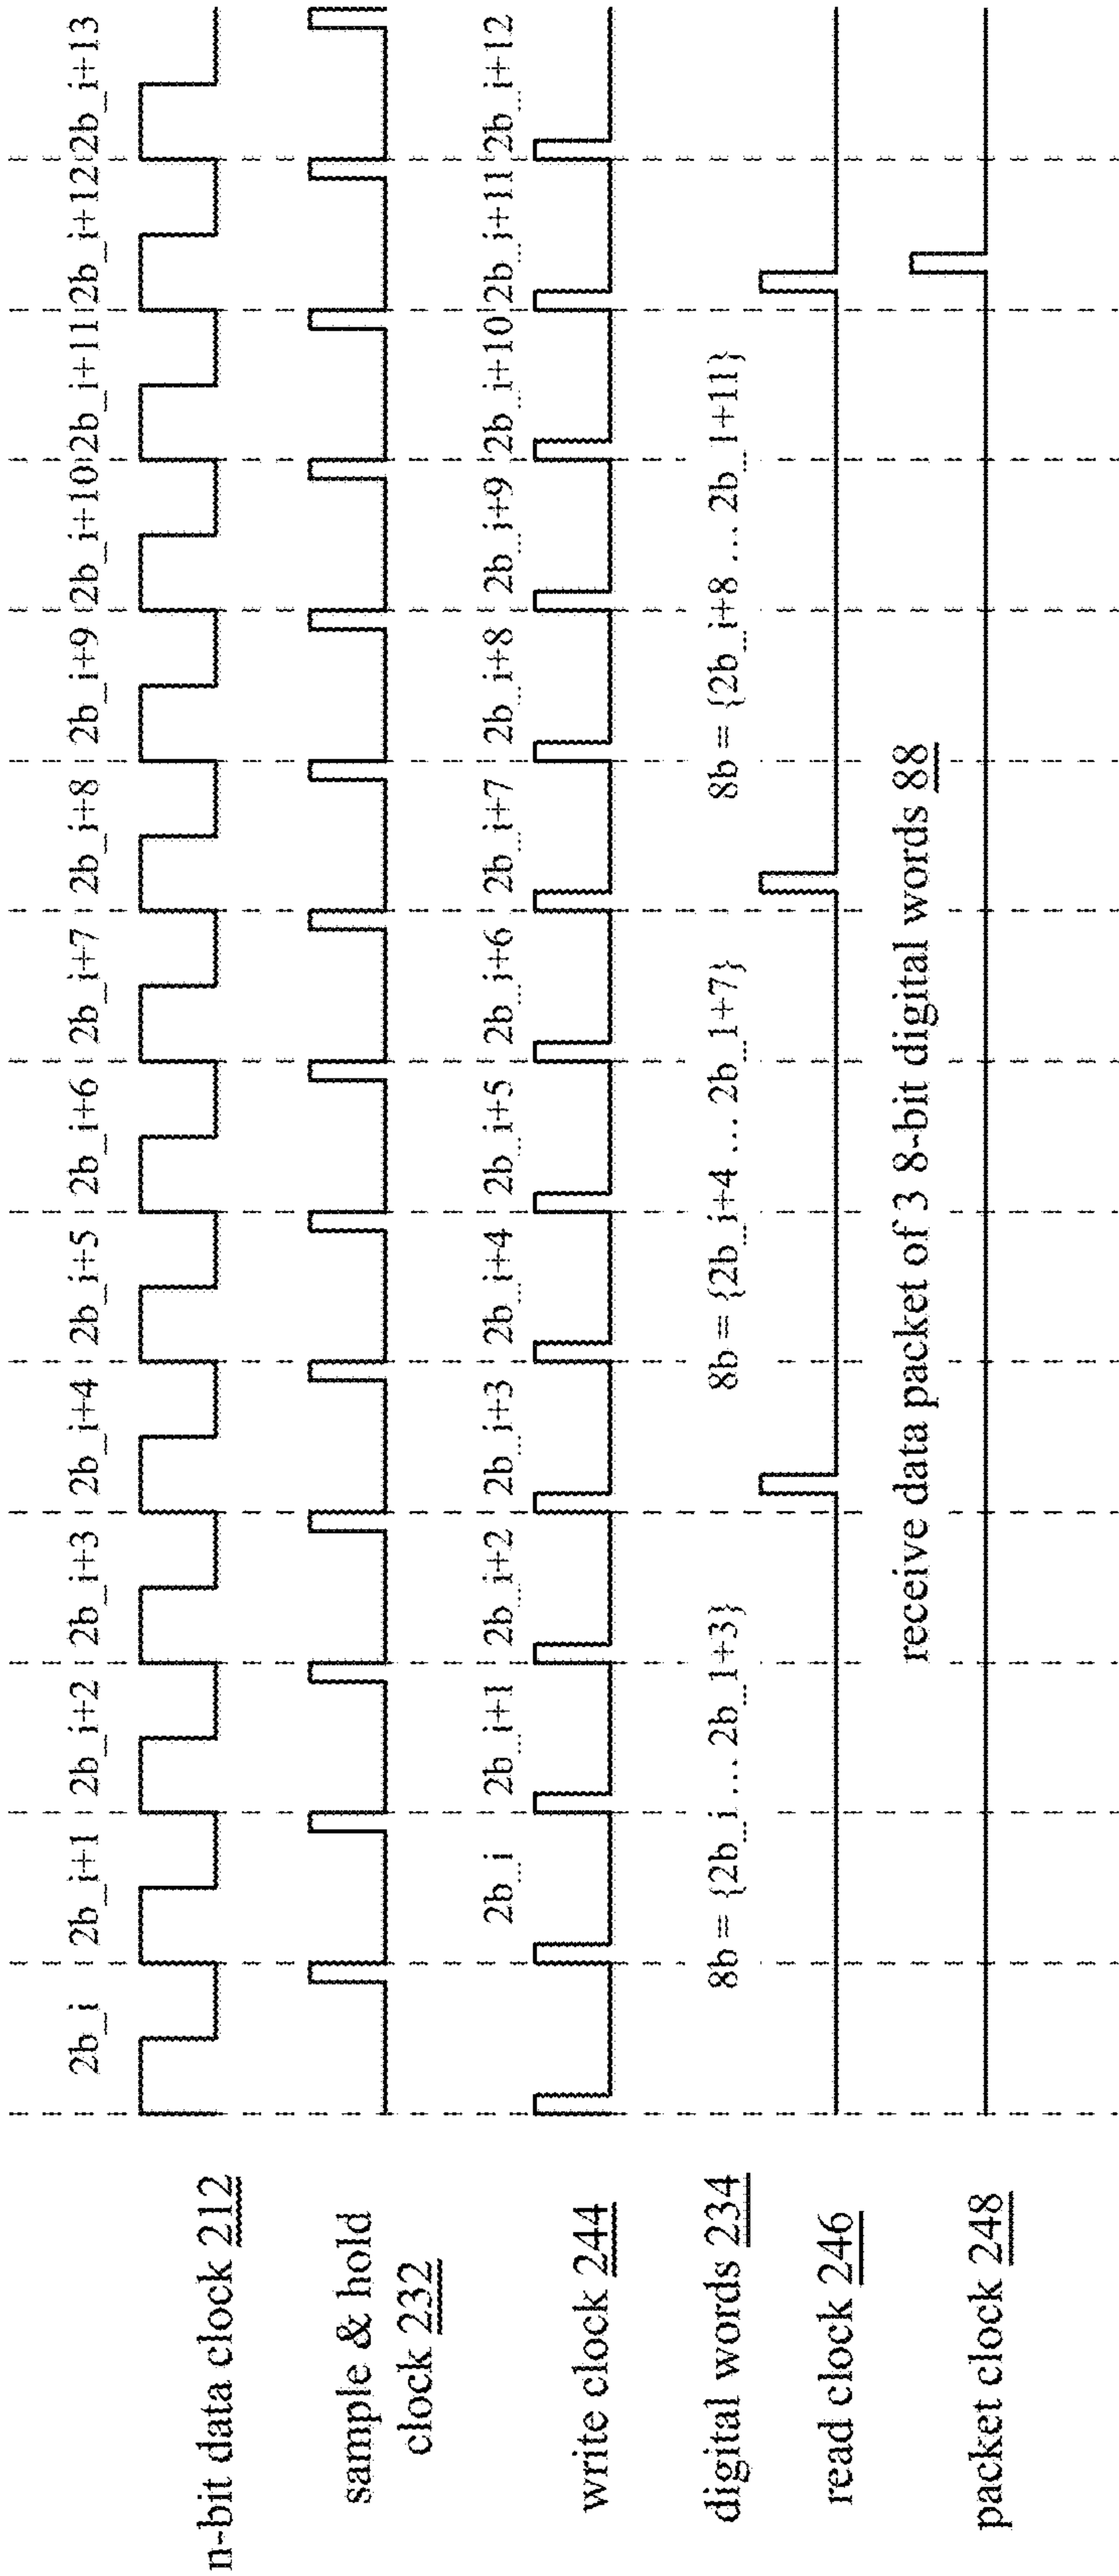 2b_i 2b_i+1 2b_i+2 2b_i+3 2b_i+4 2b_i+5 2b_i+6 2b_i+7 2b_i+8 2b_i+9 2b_i+10 2b_i+11 2b_i+12 2b_i+13
n-bit data clock 212
sample & hold
clock 232
2b_i 2b_i+1 2b_i+2 2b_i+3 2b_i+4 2b_i+5 2b_i+6 2b_i+7 2b_i+8 2b_i+9 2b_i+10 2b_i+11 2b_i+12
write clock 244
digital words 234 8b = {2b_i ... 2b_1+3} 8b = {2b_i+4 ... 2b_1+7} 8b = {2b_i+8 ... 2b_1+11}
read clock 246
receive data packet of 3 8-bit digital words 88
packet clock 248